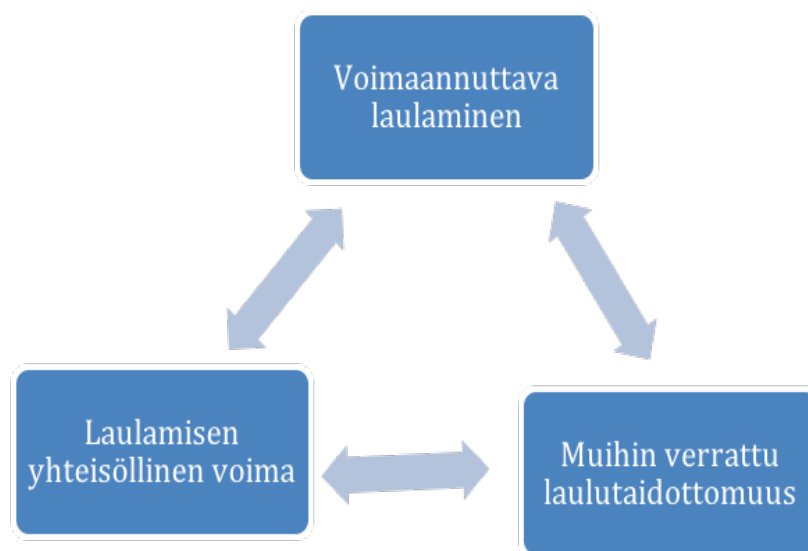 Voimaannuttava
laulaminen
Laulamisen
yhteisöllinen voima
Muihin verrattu
laulutaidottomuus